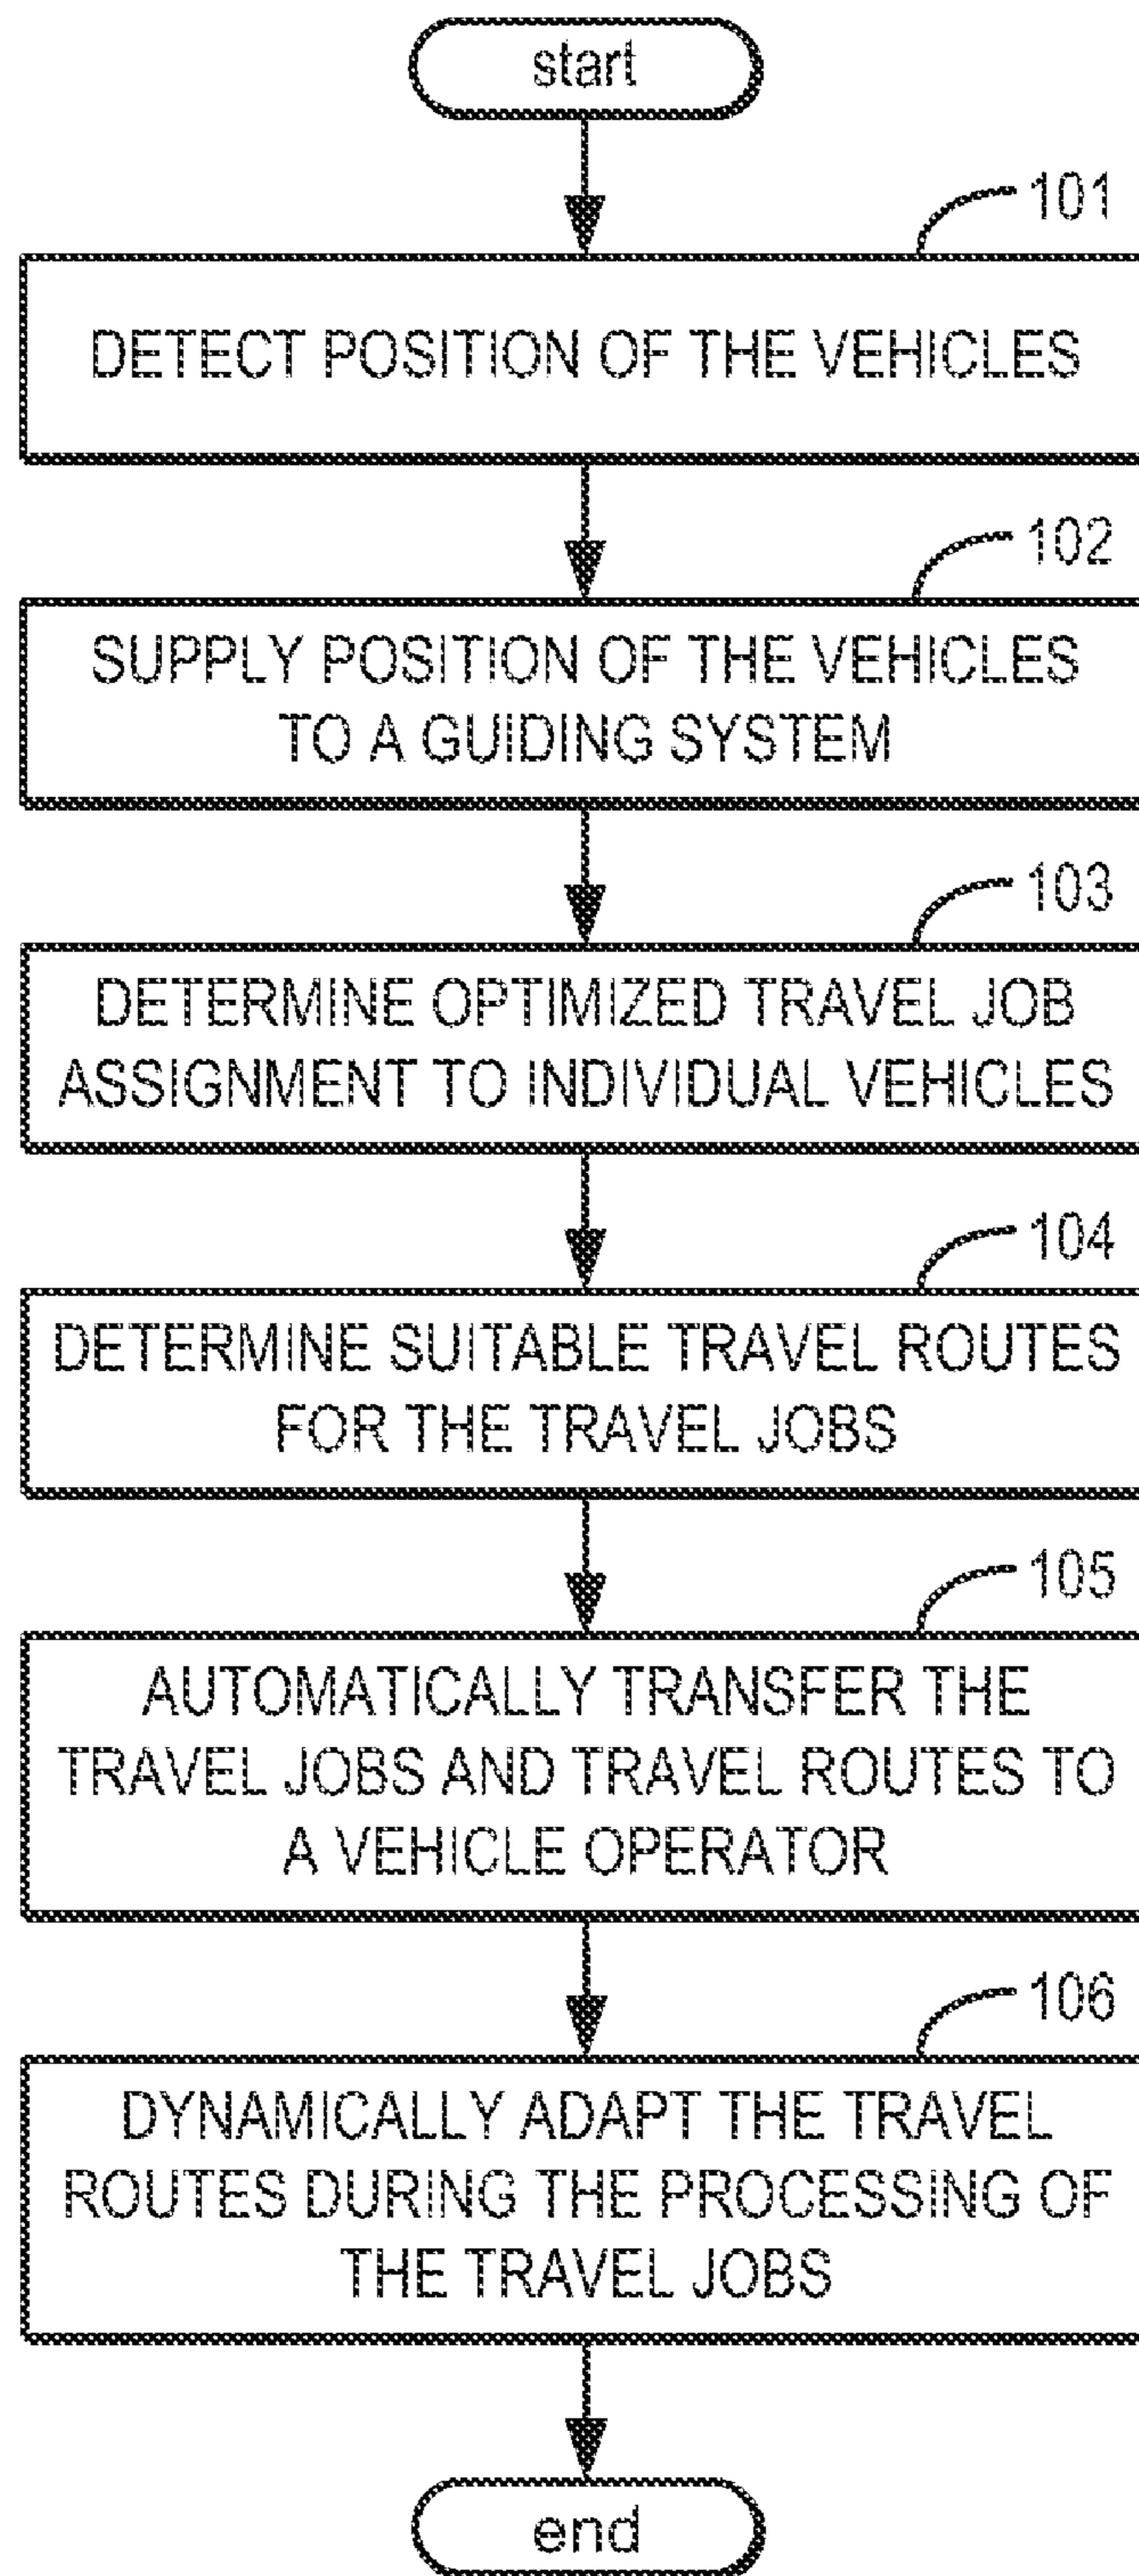 start
101
DETECT POSITION OF THE VEHICLES
102
SUPPLY POSITION OF THE VEHICLES
TO A GUIDING SYSTEM
103
DETERMINE OPTIMIZED TRAVEL JOB
ASSIGNMENT TO INDIVIDUAL VEHICLES
104
DETERMINE SUITABLE TRAVEL ROUTES
FOR THE TRAVEL JOBS
105
AUTOMATICALLY TRANSFER THE
TRAVEL JOBS AND TRAVEL ROUTES TO
A VEHICLE OPERATOR
106
DYNAMICALLY ADAPT THE TRAVEL
ROUTES DURING THE PROCESSING OF
THE TRAVEL JOBS
end